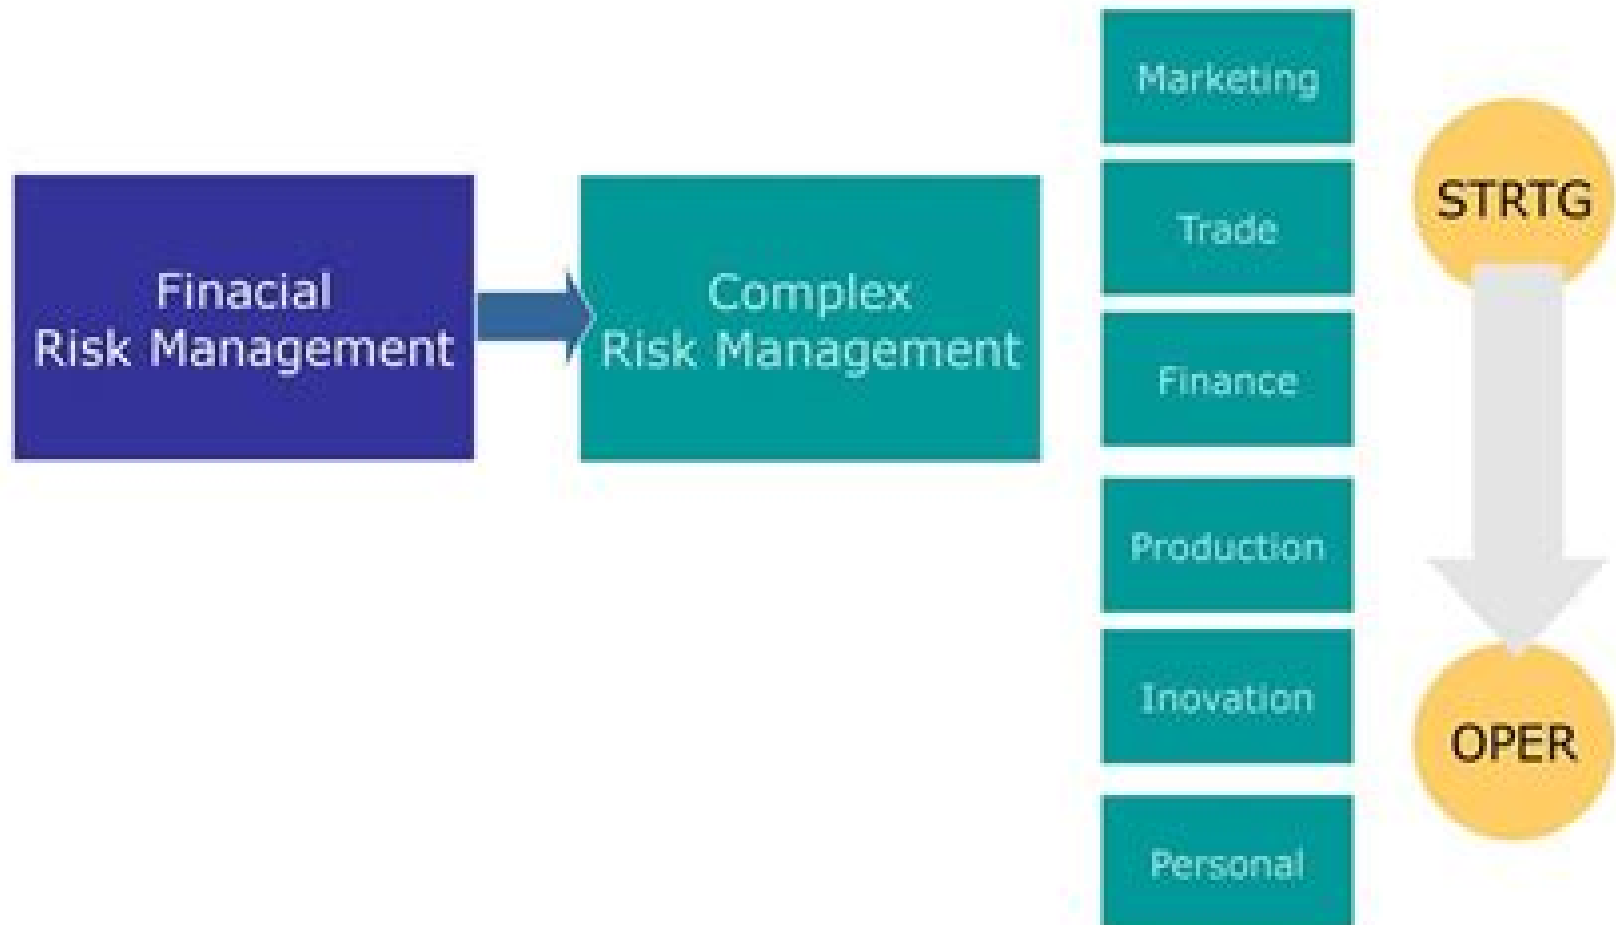 Finacial
Risk Management
Complex
Risk Management
Marketing
Trade
Finance
Production
Inovation
Personal
STRTG
OPER